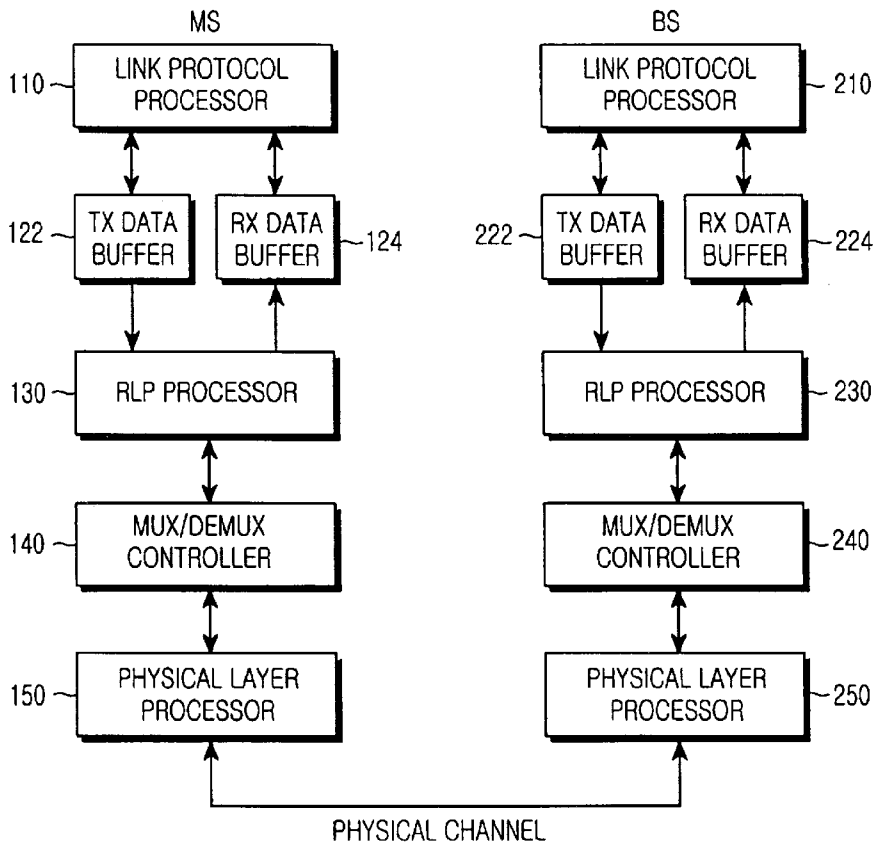 MS
BS
110
LINK PROTOCOL
PROCESSOR
LINK PROTOCOL
PROCESSOR
210
122
TX DATA
BUFFER
RX DATA
BUFFER
124
222
TX DATA
BUFFER
RX DATA
BUFFER
224
130
RLP PROCESSOR
RLP PROCESSOR
230
140
MUX/DEMUX
CONTROLLER
MUX/DEMUX
CONTROLLER
240
150
PHYSICAL LAYER
PROCESSOR
PHYSICAL LAYER
PROCESSOR
250
PHYSICAL CHANNEL